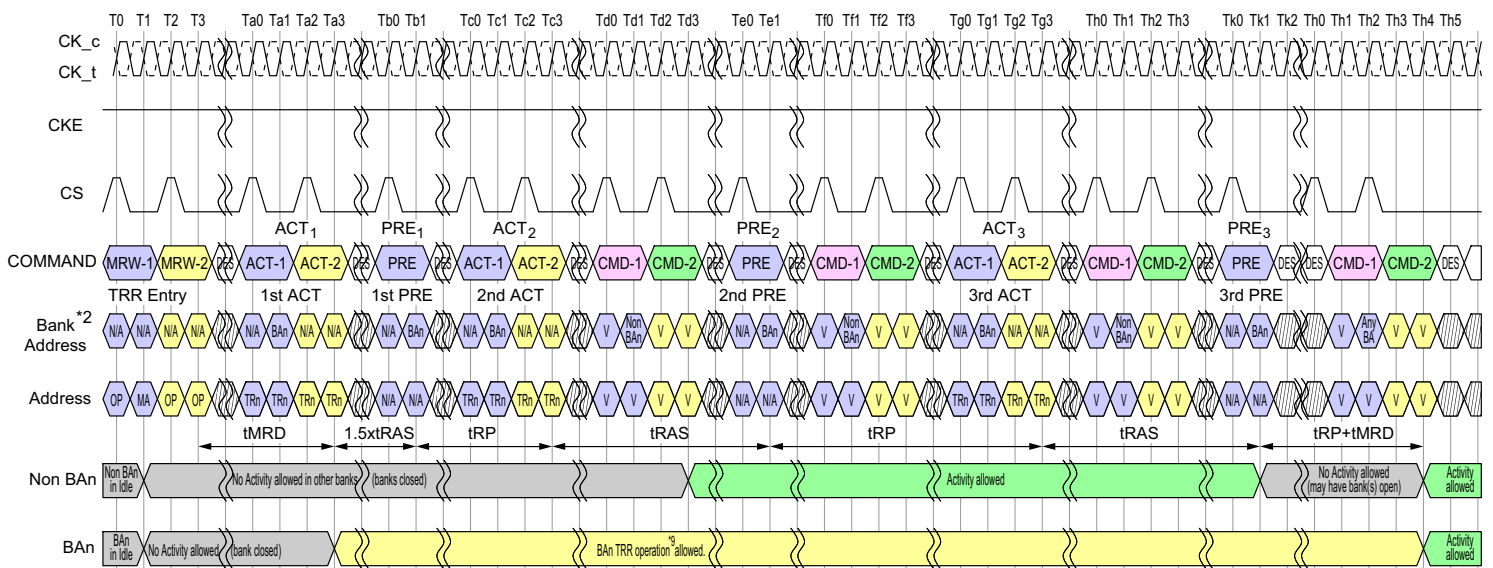 T0 T1 T2 T3 Ta0 Ta1 Ta2 Ta3 Tb0 Tb1 Tc0 Tc1 Tc2 Tc3 Td0 Td1 Td2 Td3 Te0 Te1 Tf0 Tf1 Tf2 Tf3 Tg0 Tg1 Tg2 Tg3 Th0 Th1 Th2 Th3 Tk0 Tk1 Tk2 Th0 Th1 Th2 Th3 Th4 Th5
CK_c
CK_t
CKE
CS
ACT1 PRE1 ACT2 PRE2 ACT3 PRE3
COMMAND MRW-1 MRW-2 DES ACT-1 ACT-2 DES PRE DES ACT-1 ACT-2 DES CMD-1 CMD-2 DES PRE DES CMD-1 CMD-2 DES ACT-1 ACT-2 DES CMD-1 CMD-2 DES PRE DES DES CMD-1 CMD-2 DES
TRR Entry 1st ACT 1st PRE 2nd ACT 2nd PRE 3rd ACT 3rd PRE
Bank*2 Address N/A N/A N/A N/A N/A BAn N/A N/A N/A BAn N/A BAn N/A N/A V Non BAn V V N/A BAn V Non BAn V V N/A BAn N/A N/A V Non BAn V V N/A BAn V Any BA V V
Address OP MA OP OP TRn TRn TRn TRn N/A N/A TRn TRn TRn TRn V V V V N/A N/A V V V V TRn TRn TRn TRn V V V V N/A N/A V V V V
tMRD 1.5xtRAS tRP tRAS tRP tRAS tRP+tMRD
Non BAn Non BAn in Idle No Activity allowed in other banks (banks closed) Activity allowed No Activity allowed (may have bank(s) open) Activity allowed
BAn BAn in Idle No Activity allowed (bank closed) BAn TRR operation*9 allowed. Activity allowed